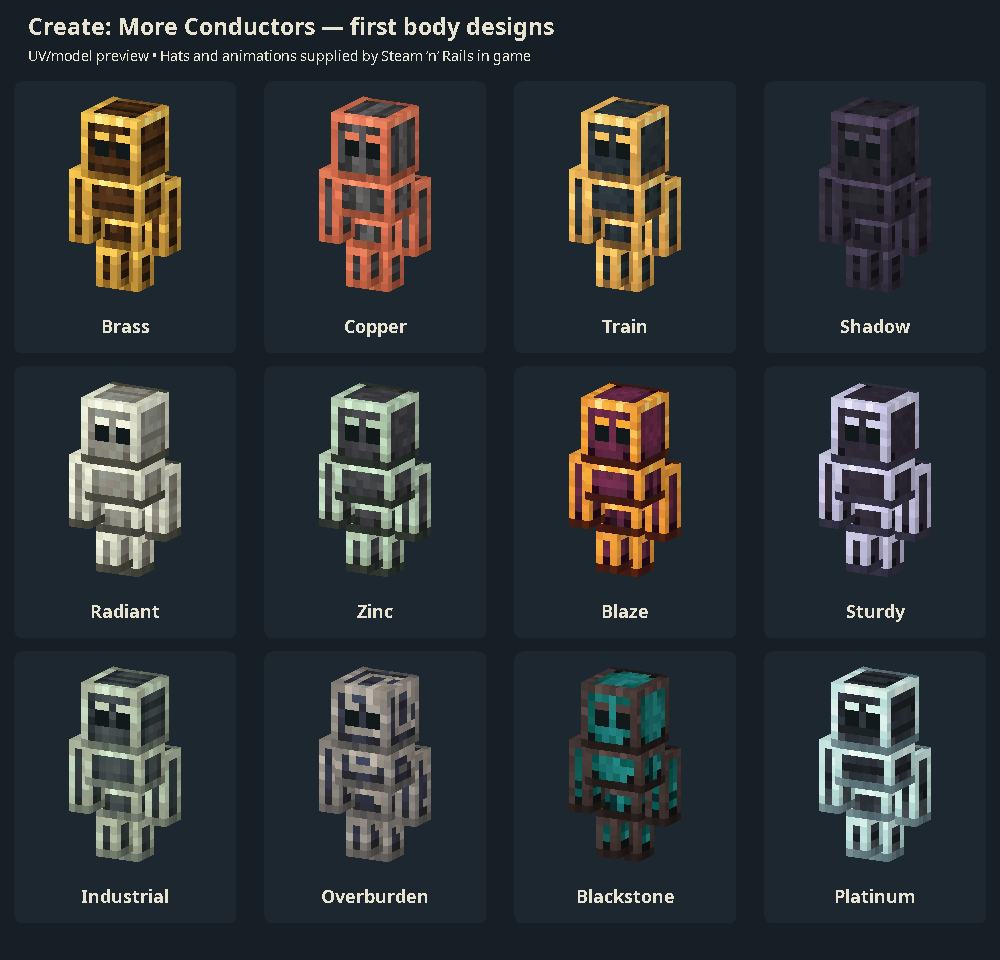 Create: More Conductors — first body designs
UV/model preview • Hats and animations supplied by Steam ’n’ Rails in game
Brass
Copper
Train
Shadow
Radiant
Zinc
Blaze
Sturdy
Industrial
Overburden
Blackstone
Platinum